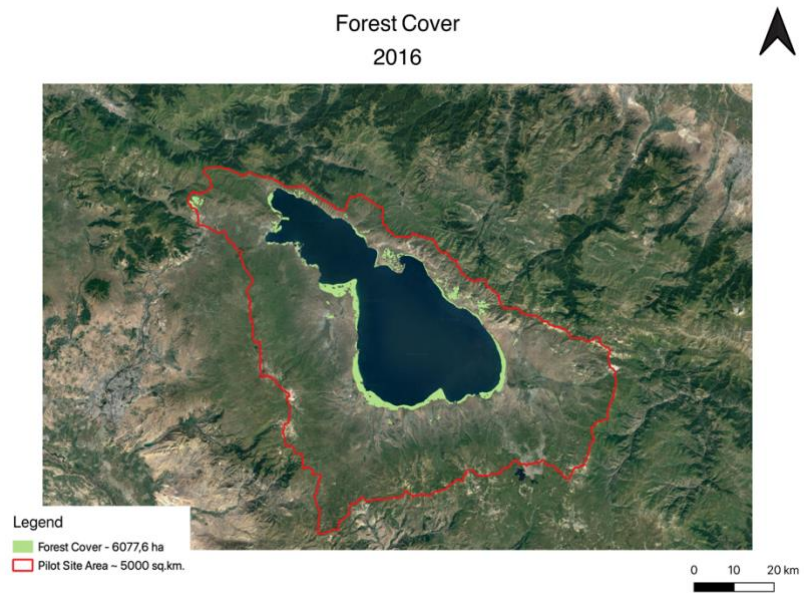 Forest Cover
2016
Legend
Forest Cover - 6077,6 ha
Pilot Site Area ~ 5000 sq.km.
0 10 20 km